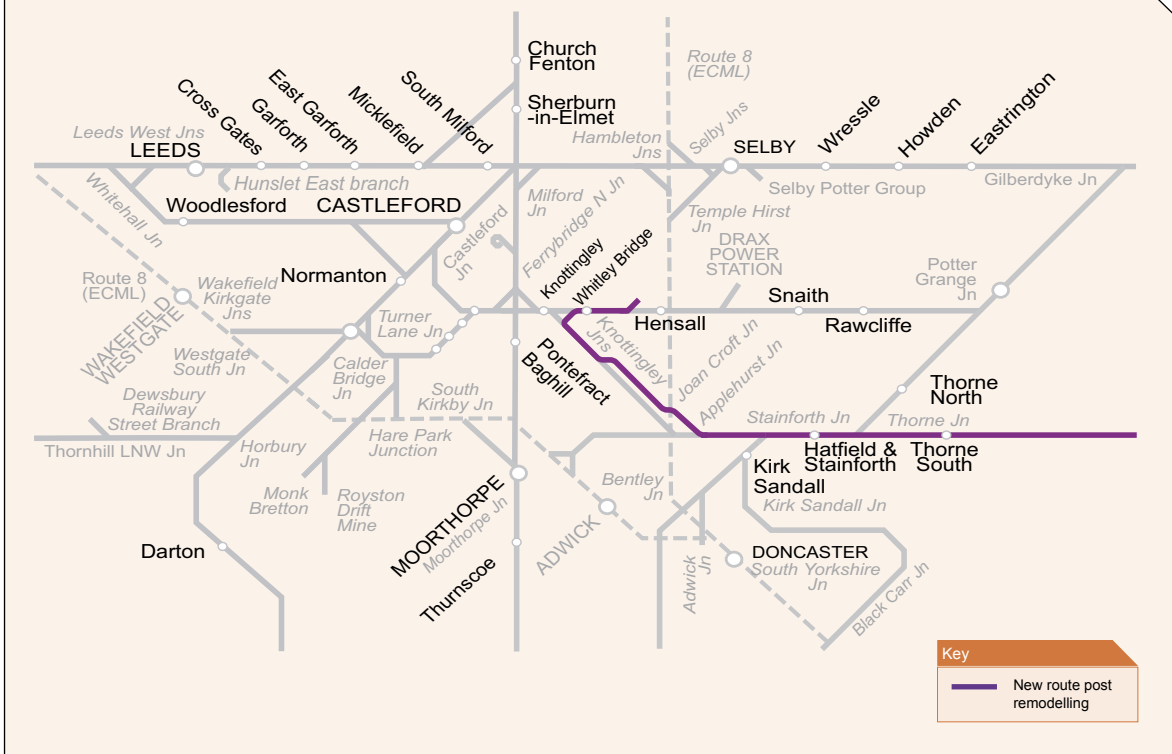 Church
Fenton
Route 8
(ECML)
Sherburn
-in-Elmet
Cross Gates
Garforth
East Garforth
Micklefield
South Milford
Leeds West Jns
LEEDS
Hambleton
Jns
Selby Jns
SELBY
Wressle
Howden
Eastrington
Hunslet East branch
Selby Potter Group
Gilberdyke Jn
Whitehall Jn
Woodlesford
CASTLEFORD
Castleford
Jn
Milford
Jn
Ferrybridge N Jn
Temple Hirst
Jn
DRAX
POWER
STATION
Route 8
(ECML)
Normanton
Wakefield
Kirkgate
Jns
Knottingley
Whitley Bridge
Potter
Grange
Jn
Snaith
Hensall
Rawcliffe
WAKEFIELD
WESTGATE
Turner
Lane Jn
Westgate
South Jn
Calder
Bridge
Jn
Pontefract
Baghill
Knottingley
Jns
Joan Croft Jn
Applehurst Jn
Dewsbury
Railway
Street Branch
South
Kirkby Jn
Thorne
North
Stainforth Jn
Thorne Jn
Thornhill LNW Jn
Horbury
Jn
Hare Park
Junction
Hatfield &
Stainforth
Thorne
South
Kirk
Sandall
Kirk Sandall Jn
Monk
Bretton
Royston
Drift
Mine
MOORTHORPE
Moorthorpe Jn
Bentley
Jn
ADWICK
Darton
Thurnscoe
Adwick
Jn
DONCASTER
South Yorkshire
Jn
Black Carr Jn
Key
New route post
remodelling